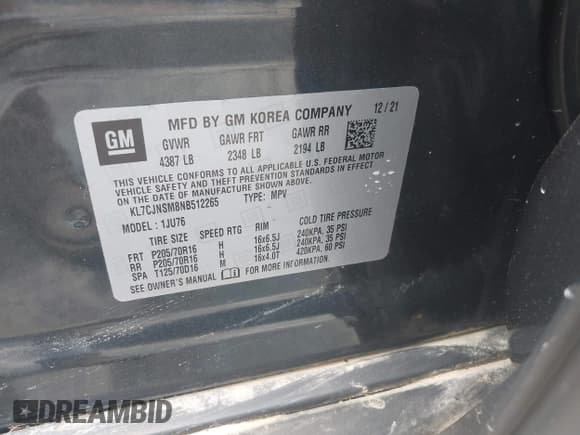 GM
MFD BY GM KOREA COMPANY 12 / 21
GVWR GAWR FRT GAWR RR
4387 LB 2348 LB 2194 LB
THIS VEHICLE CONFORMS TO ALL APPLICABLE U.S. FEDERAL MOTOR
VEHICLE SAFETY AND THEFT PREVENTION STANDARDS IN EFFECT
ON THE DATE OF MANUFACTURE SHOWN ABOVE.
KL7CJNSM8NB512265 TYPE: MPV
MODEL : 1JU76
TIRE SIZE SPEED RTG RIM COLD TIRE PRESSURE
FRT P205/70R16 H 16x6.5J 240KPA, 35 PSI
RR P205/70R16 H 16x6.5J 240KPA, 35 PSI
SPA T125/70D16 M 16x4.0T 420KPA, 60 PSI
SEE OWNER'S MANUAL FOR MORE INFORMATION.
DREAMBID